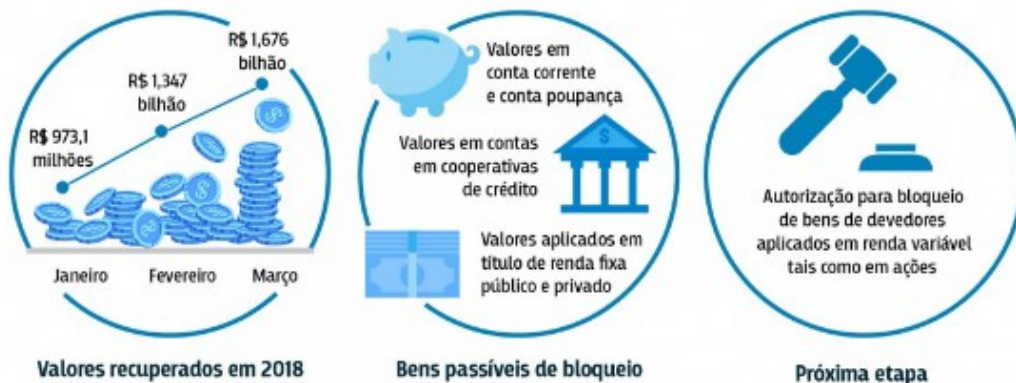 R$ 1,676
bilhão
R$ 1,347
bilhão
R$ 973,1
milhões
Janeiro
Fevereiro
Março
Valores recuperados em 2018
Valores em
conta corrente
e conta poupança
Valores em contas
em cooperativas
de crédito
Valores aplicados em
título de renda fixa
público e privado
Bens passíveis de bloqueio
Autorização para bloqueio
de bens de devedores
aplicados em renda variável
tais como em ações
Próxima etapa